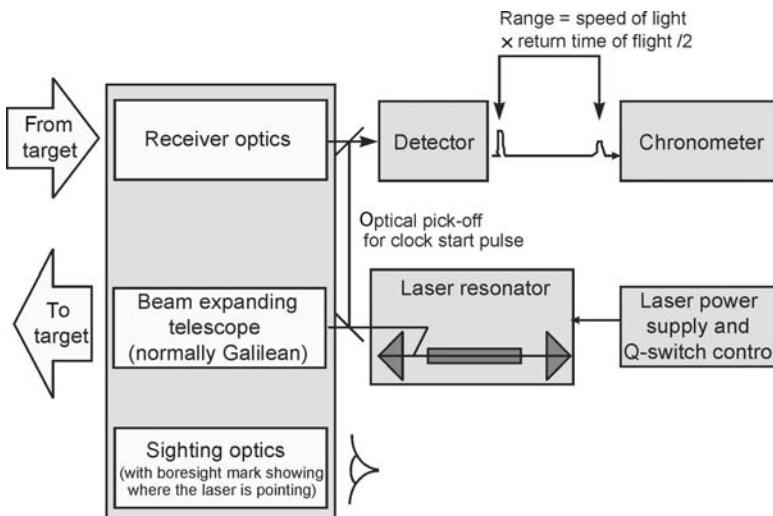 Range = speed of light
× return time of flight /2
From
target
Receiver optics
Detector
Chronometer
Optical pick-off
for clock start pulse
To
target
Beam expanding
telescope
(normally Galilean)
Laser resonator
Laser power
supply and
Q-switch contro
Sighting optics
(with boresight mark showing
where the laser is pointing)